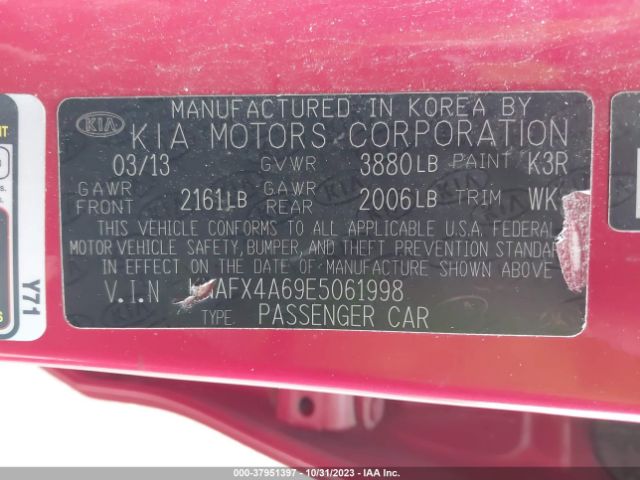 MANUFACTURED IN KOREA BY
KIA KIA MOTORS CORPORATION
03/13 GVWR 3880LB PAINT K3R
GAWR FRONT 2161LB GAWR REAR 2006LB TRIM WK
THIS VEHICLE CONFORMS TO ALL APPLICABLE U.S.A. FEDERAL
MOTOR VEHICLE SAFETY, BUMPER, AND THEFT PREVENTION STANDA
IN EFFECT ON THE DATE OF MANUFACTURE SHOWN ABOVE
V.I.N AFX4A69E5061998
TYPE PASSENGER CAR
Y71
000-37951397 - 10/31/2023 - IAA Inc.